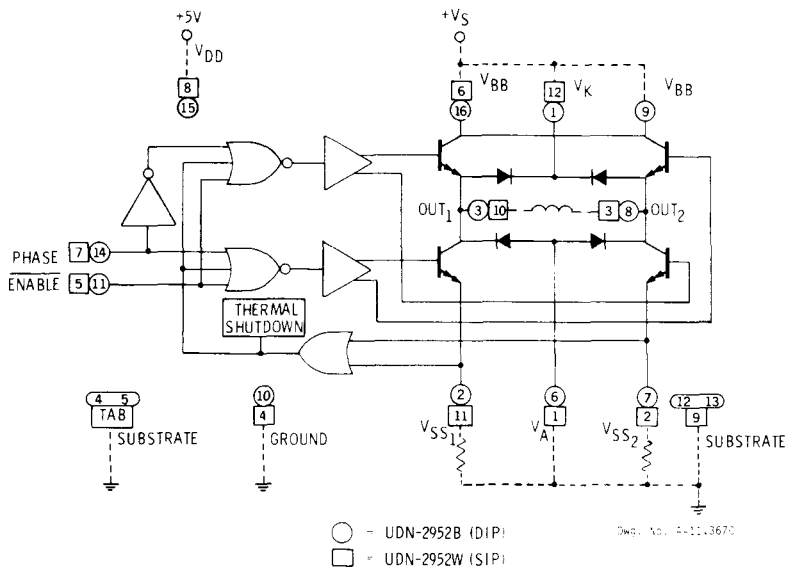 +5V
V_DD
8
15
+V_S
V_BB
V_K
V_BB
6
16
12
1
9
OUT_1
3 10
3 8
OUT_2
PHASE 7 14
ENABLE 5 11
THERMAL
SHUTDOWN
4 5
TAB
SUBSTRATE
10
4
GROUND
2
11
V_SS1
6
1
V_A
7
2
V_SS2
12 13
9
SUBSTRATE
= UDN-2952B (DIP)
= UDN-2952W (SIP)
Dwg. No.